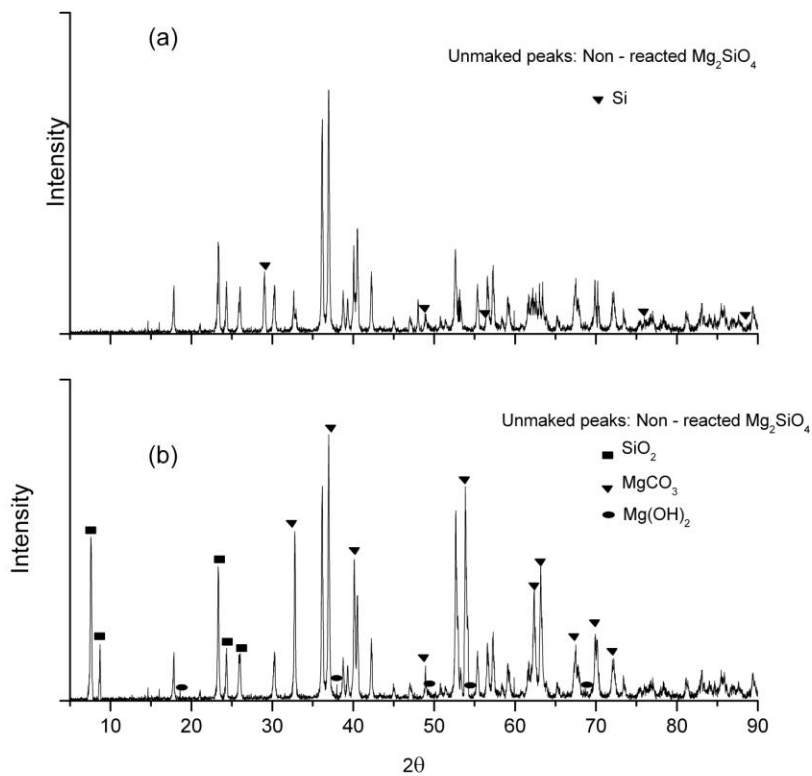 (a)
Unmaked peaks: Non - reacted Mg₂SiO₄
Si
Intensity
(b)
Unmaked peaks: Non - reacted Mg₂SiO₄
SiO₂
MgCO₃
Mg(OH)₂
Intensity
10 20 30 40 50 60 70 80 90
2θ